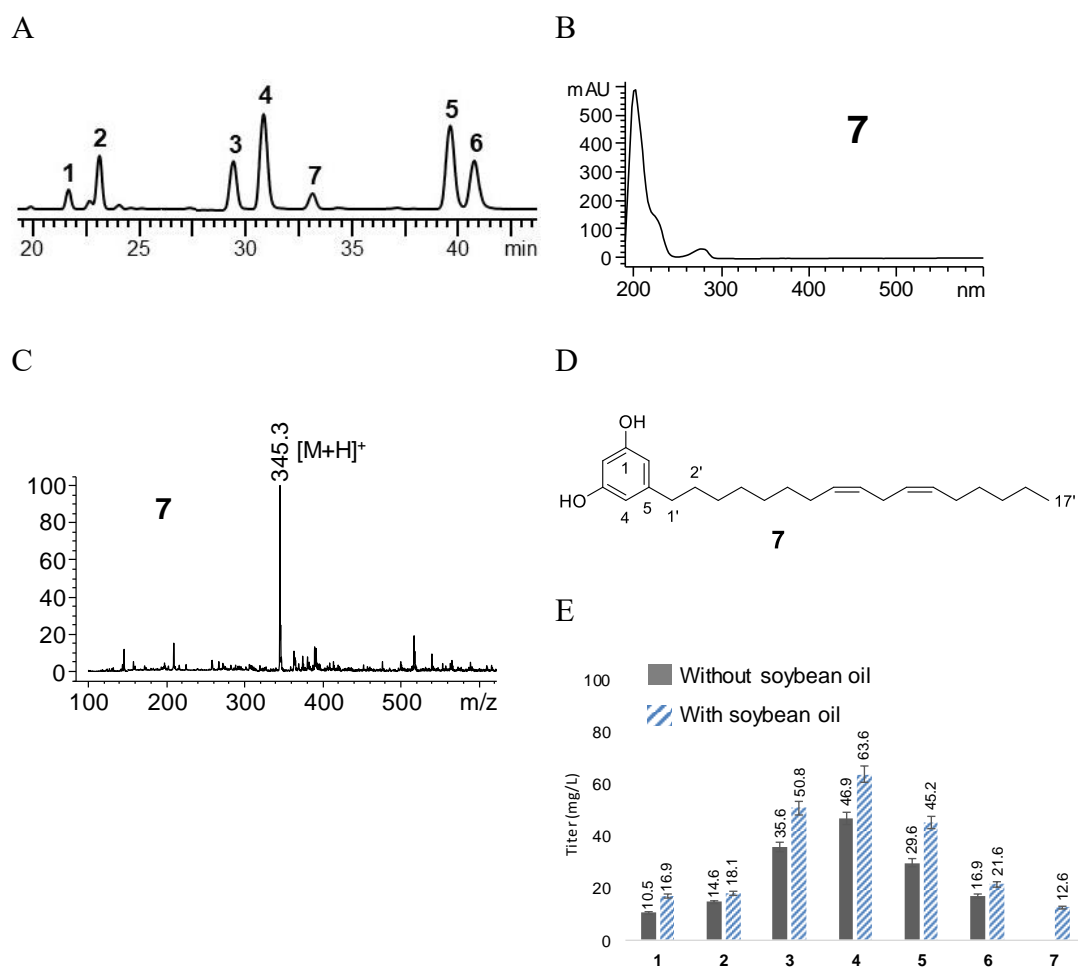 A
1 2 3 4 7 5 6
20 25 30 35 40 min
B
mAU
500
400
300
200
100
0
7
200 300 400 500 nm
C
345.3 [M+H]+
7
100
80
60
40
20
0
100 200 300 400 500 m/z
D
OH
1 2'
HO 4 5 1' 17'
7
E
100
80
60
40
20
0
Titer (mg/L)
Without soybean oil
With soybean oil
10.5 16.9 14.6 18.1 35.6 50.8 46.9 63.6 29.6 45.2 16.9 21.6 12.6
1 2 3 4 5 6 7